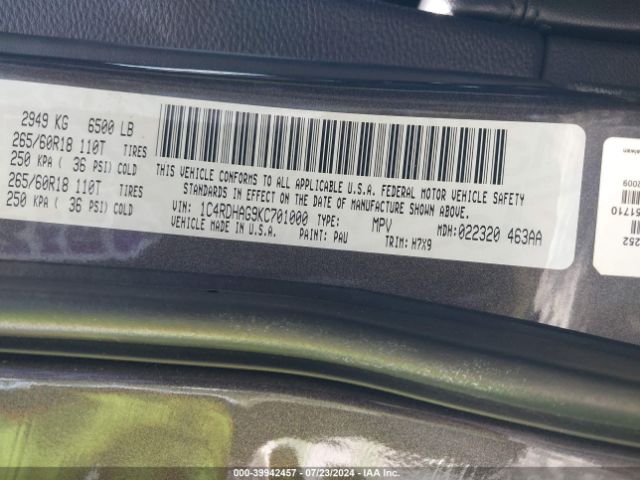 2949 KG 6500 LB
265/60R18 110T TIRES
250 KPA ( 36 PSI) COLD
265/60R18 110T TIRES
250 KPA ( 36 PSI) COLD
THIS VEHICLE CONFORMS TO ALL APPLICABLE U.S.A. FEDERAL MOTOR VEHICLE SAFETY
STANDARDS IN EFFECT ON THE DATE OF MANUFACTURE SHOWN ABOVE.
VIN: 1C4RDHAG9KC701000 TYPE: MPV MDH:022320 463AA
VEHICLE MADE IN U.S.A. PAINT: PAU TRIM: H7X9
2009
252
000-39942457 / 07/23/2024 - IAA Inc.